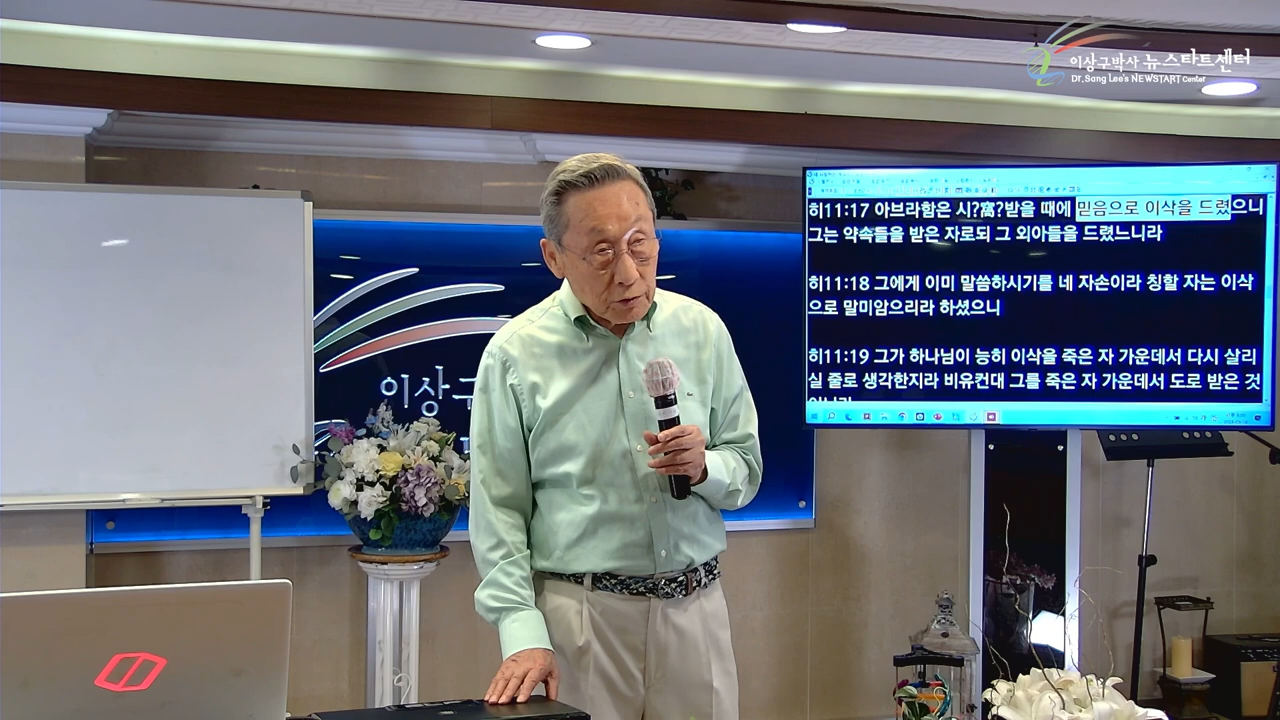 이상구박사 뉴스타트센터
Dr. Sang Lee's NEWSTART Center
히11:17 아브라함은 시?窩?받을 때에 믿음으로 이삭을 드렸으니
그는 약속들을 받은 자로되 그 외아들을 드렸느니라
히11:18 그에게 이미 말씀하시기를 네 자손이라 칭할 자는 이삭
으로 말미암으리라 하셨으니
히11:19 그가 하나님이 능히 이삭을 죽은 자 가운데서 다시 살리
실 줄로 생각한지라 비유컨대 그를 죽은 자 가운데서 도로 받은 것
이상구